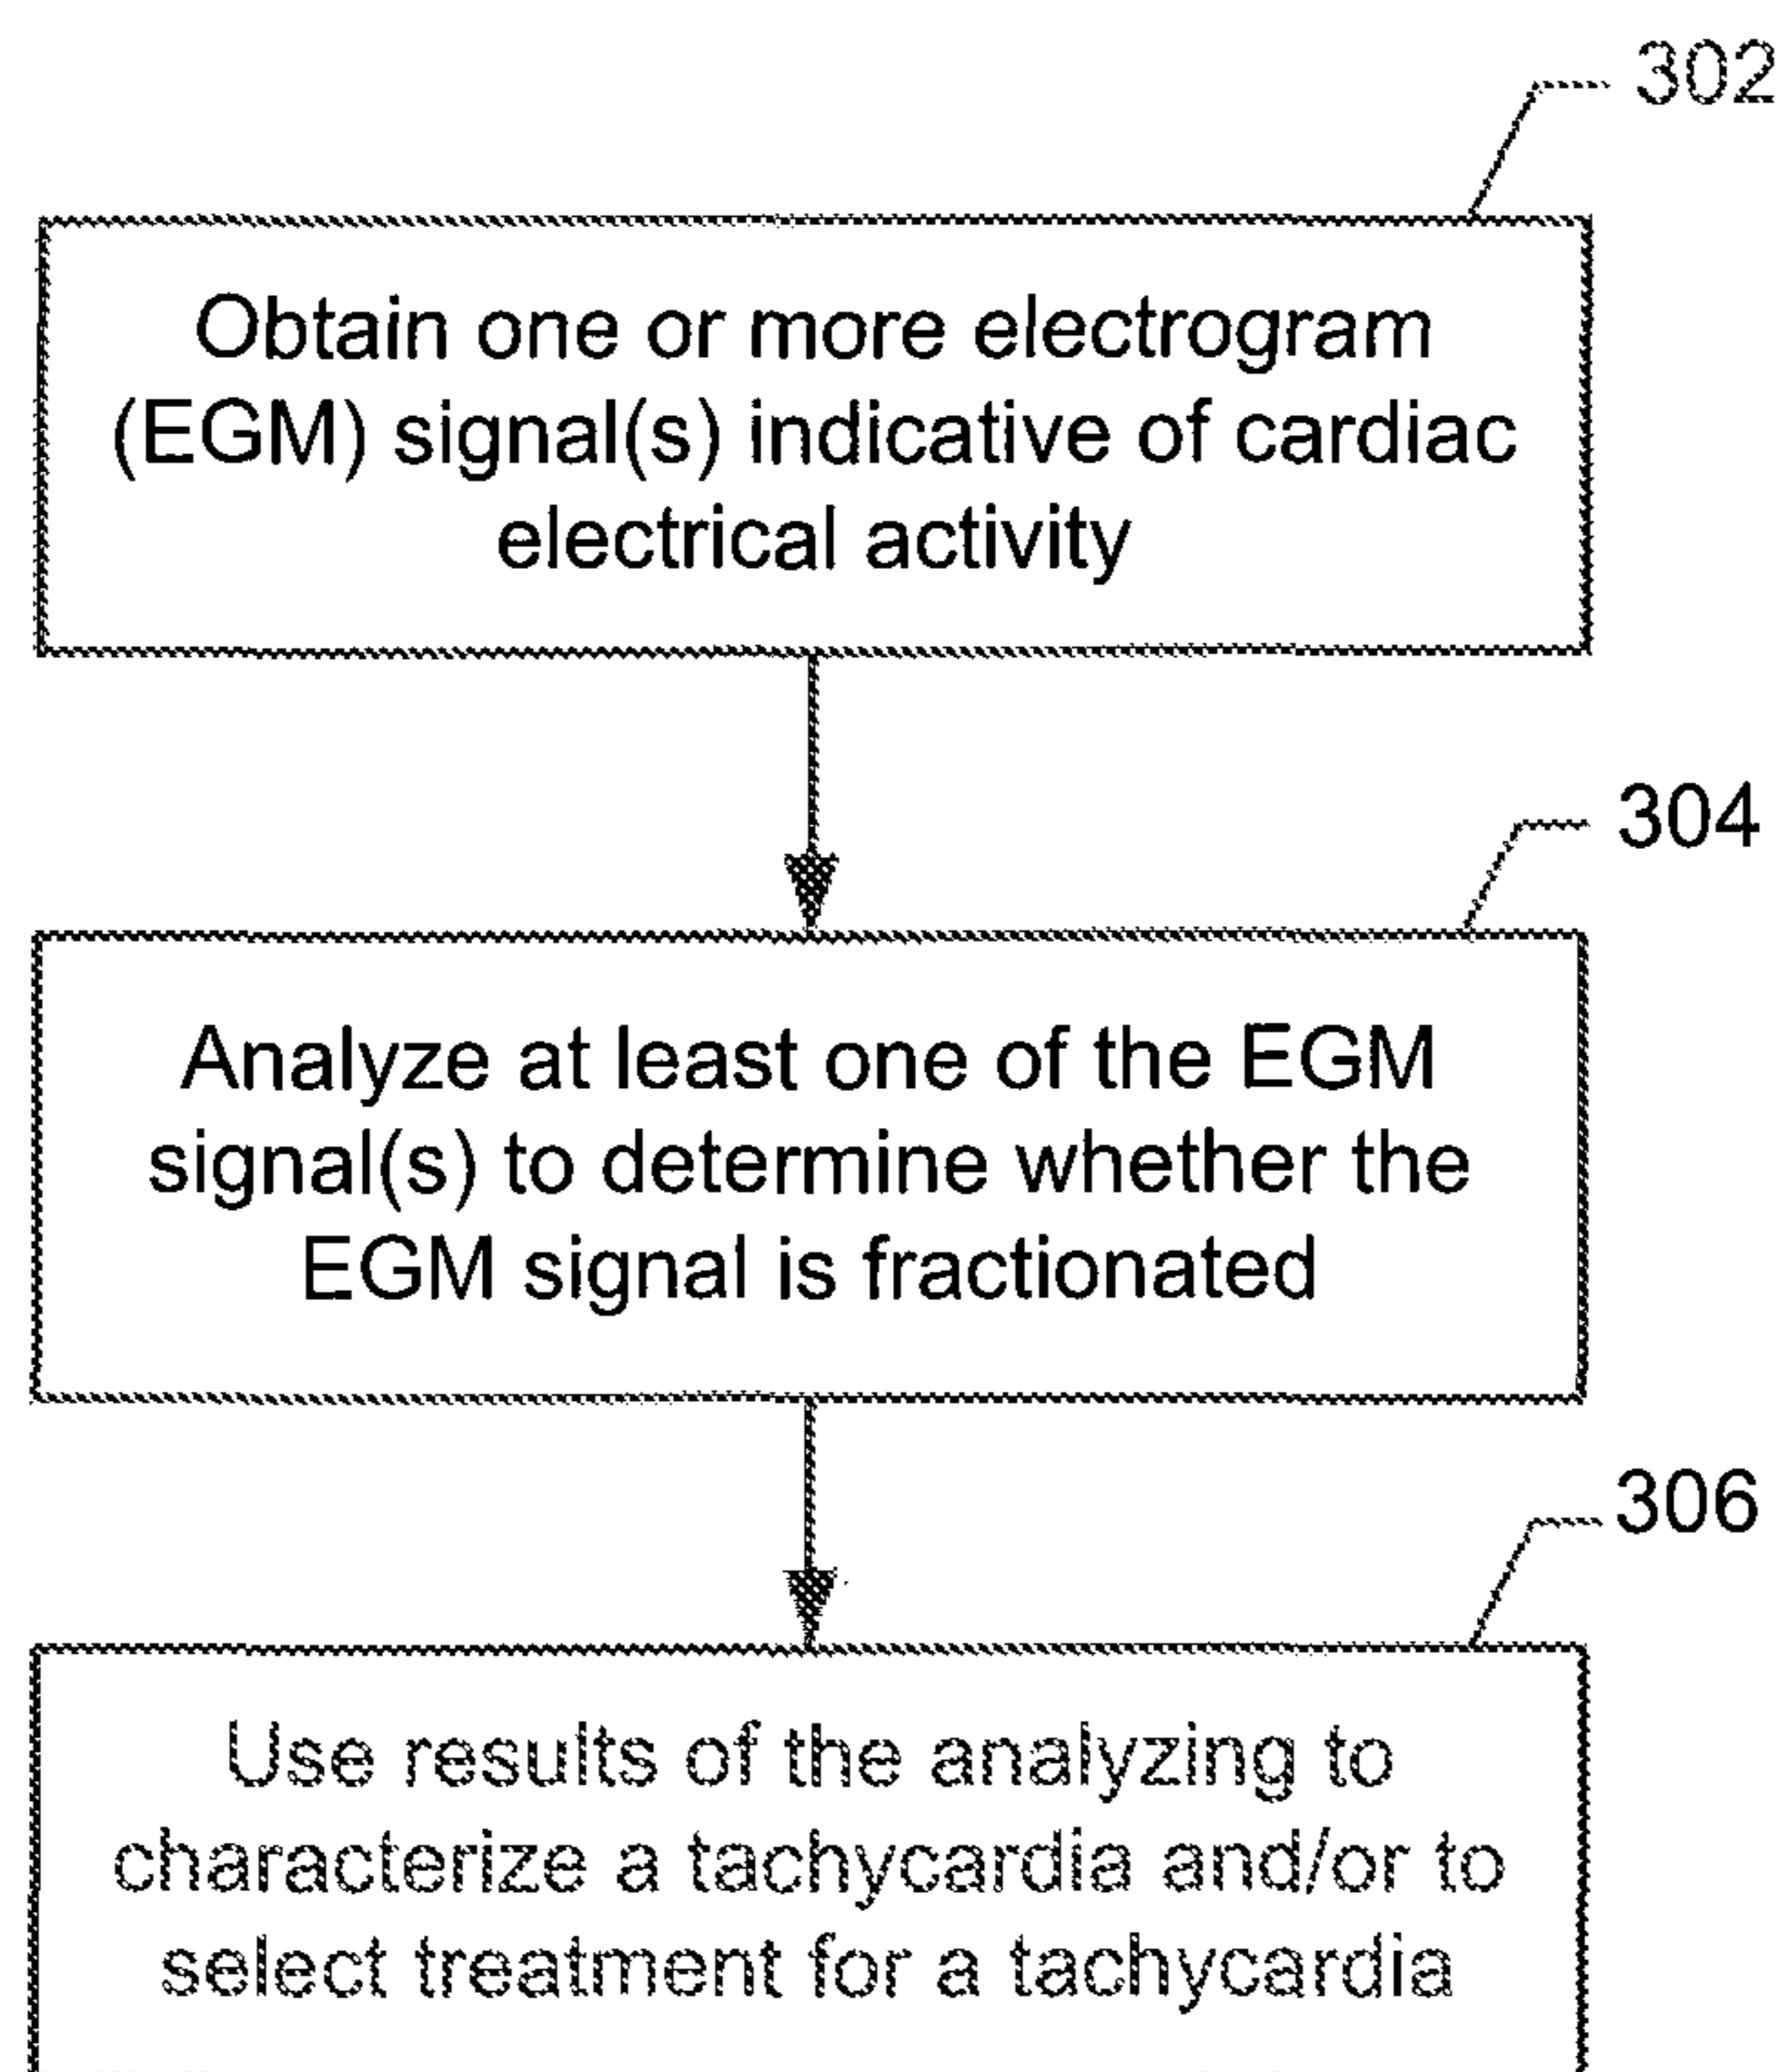 302
Obtain one or more electrogram
(EGM) signal(s) indicative of cardiac
electrical activity
304
Analyze at least one of the EGM
signal(s) to determine whether the
EGM signal is fractionated
306
Use results of the analyzing to
characterize a tachycardia and/or to
select treatment for a tachycardia